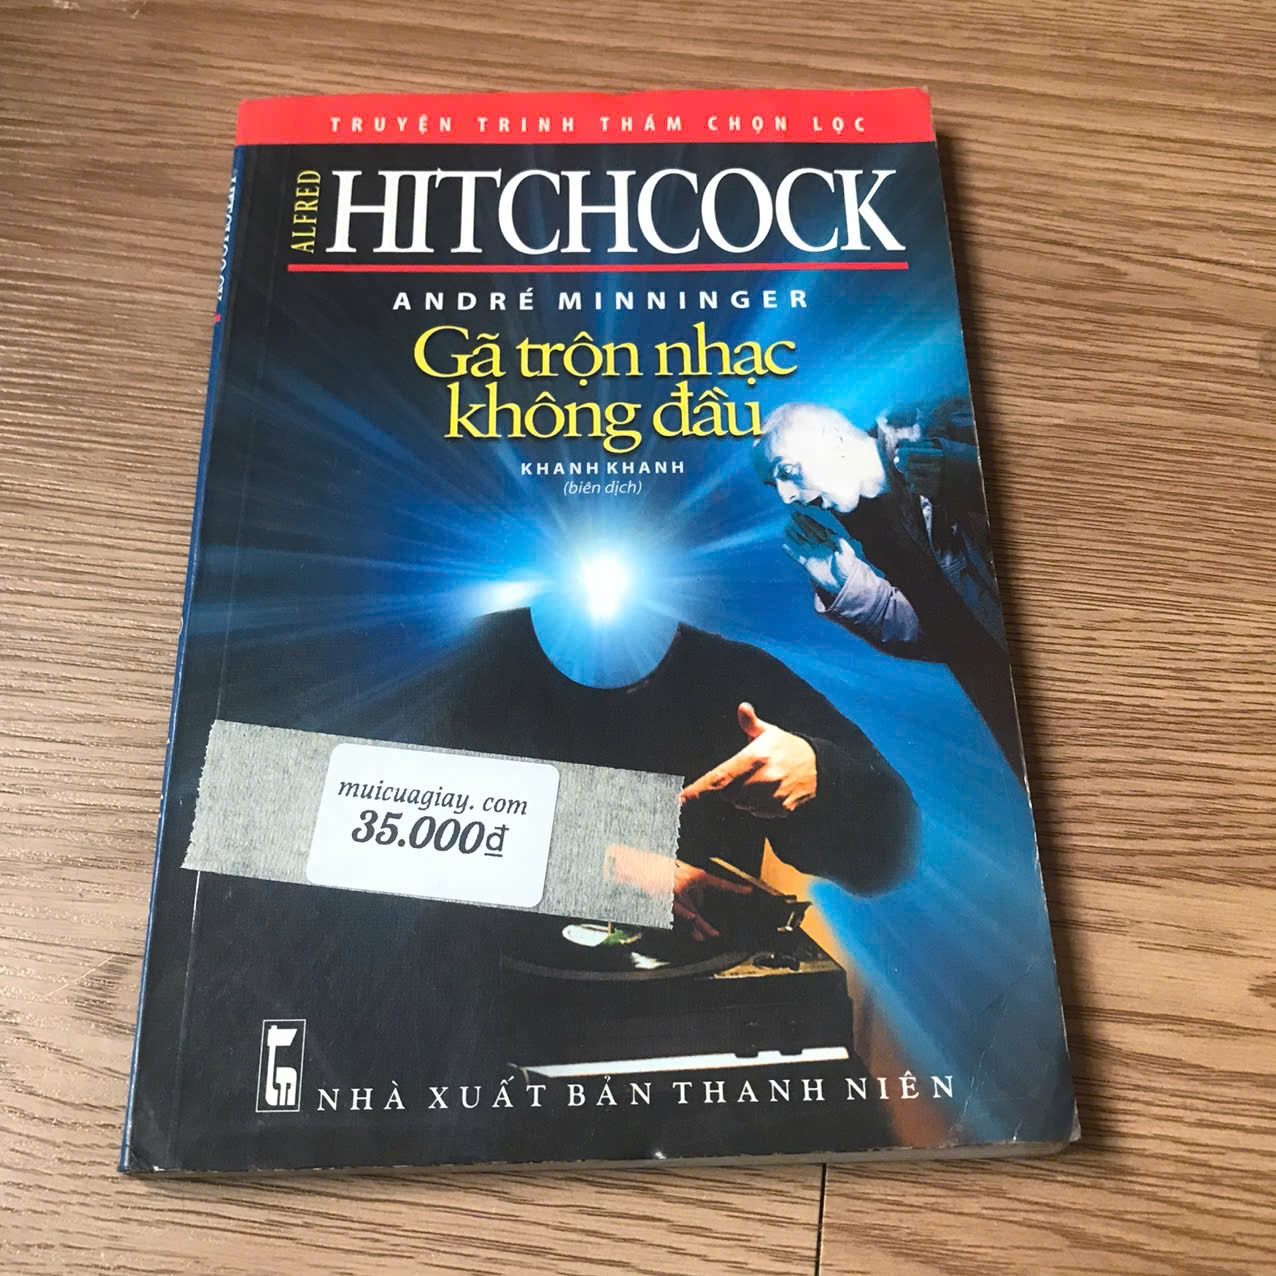 TRUYỆN TRINH THÁM CHỌN LỌC
ALFRED
HITCHCOCK
ANDRÉ MINNINGER
Gã trộn nhạc
không đầu
KHANH KHANH
(biên dịch)
muicuagiay. com
35.000₫
NHÀ XUẤT BẢN THANH NIÊN